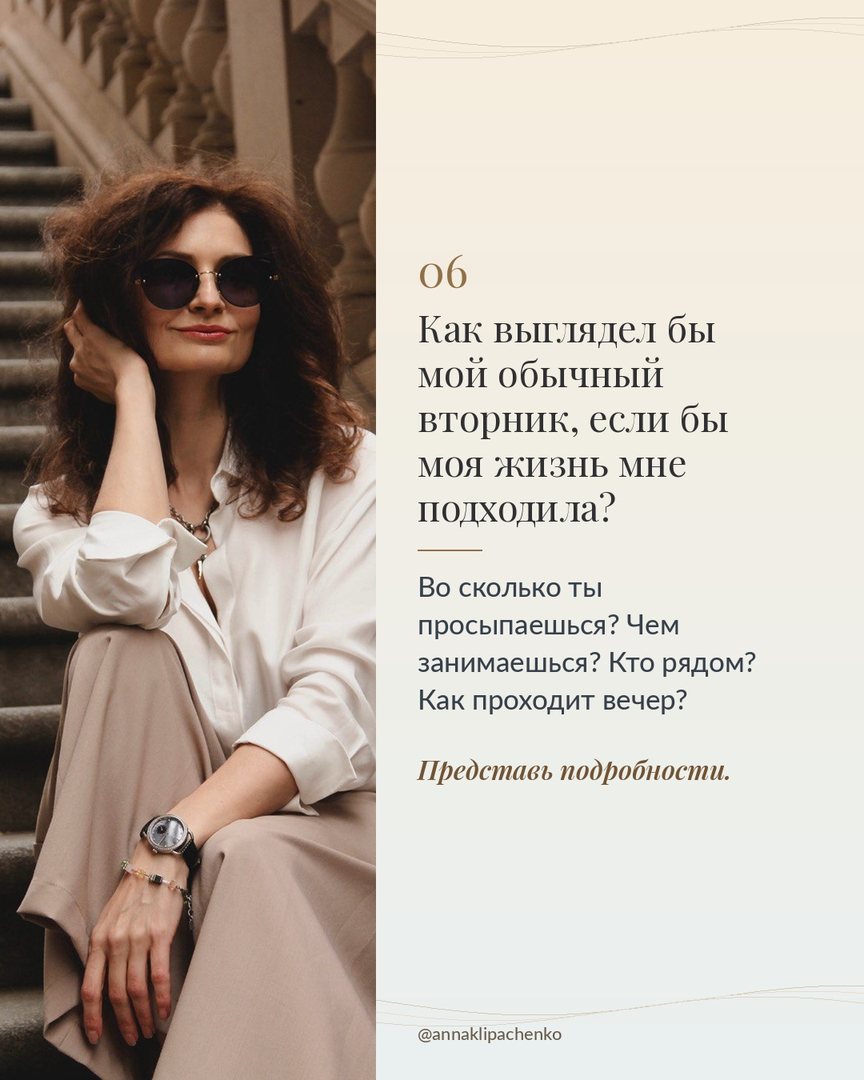 06
Как выглядел бы
мой обычный
вторник, если бы
моя жизнь мне
подходила?
Во сколько ты
просыпаешься? Чем
занимаешься? Кто рядом?
Как проходит вечер?
Представь подробности.
@annaklipachenko